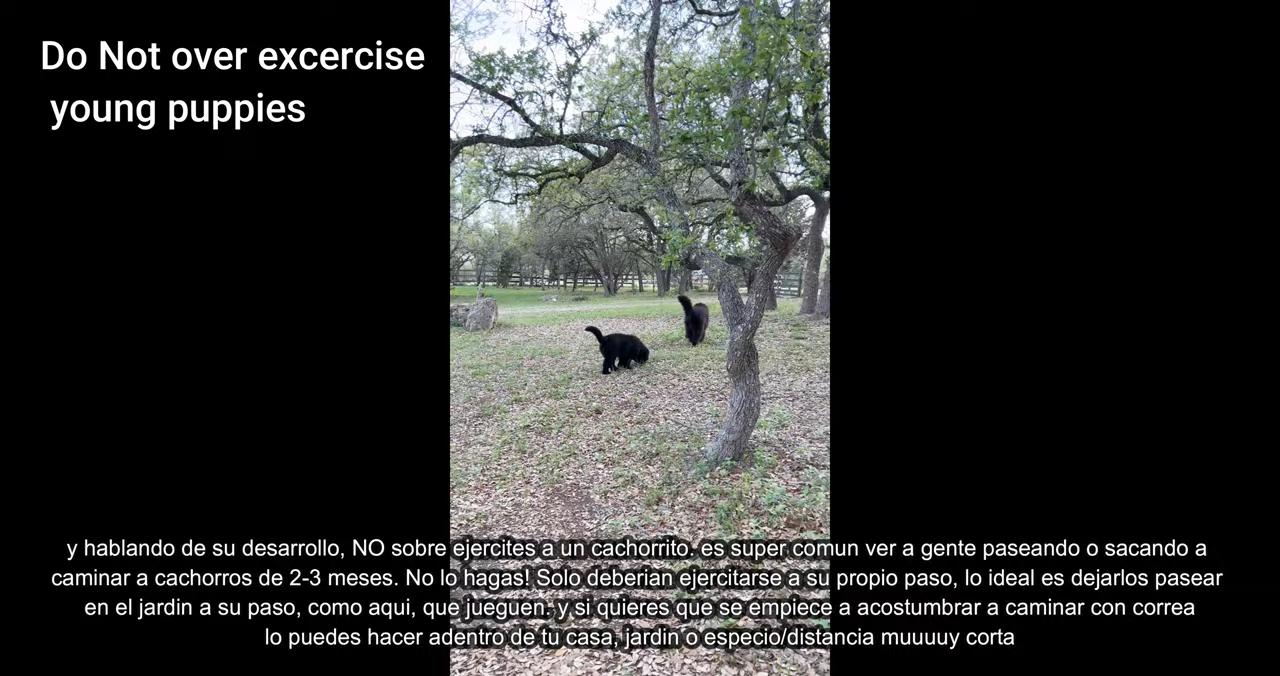 Do Not over excercise
young puppies
y hablando de su desarrollo, NO sobre ejercites a un cachorrito. es super comun ver a gente paseando o sacando a
caminar a cachorros de 2-3 meses. No lo hagas! Solo deberian ejercitarse a su propio paso, lo ideal es dejarlos pasear
en el jardin a su paso, como aqui, que jueguen. y si quieres que se empiece a acostumbrar a caminar con correa
lo puedes hacer adentro de tu casa, jardin o especio/distancia muuuuy corta